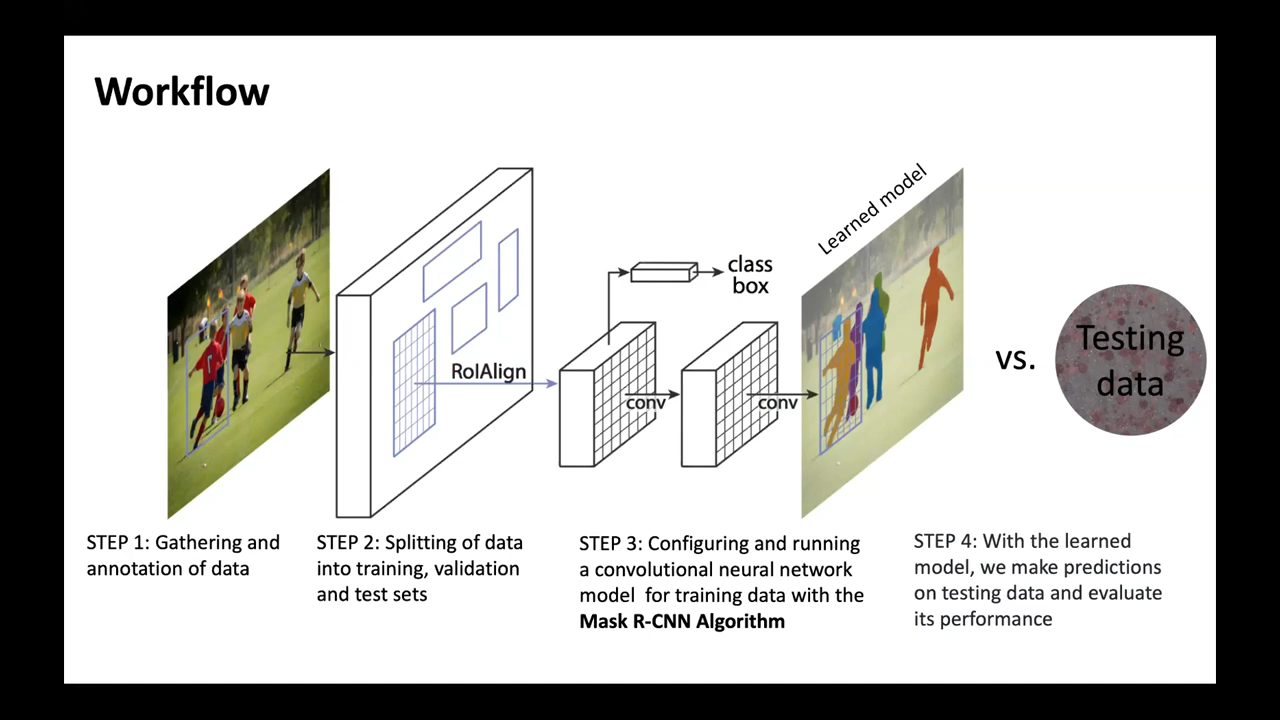 Workflow
Learned model
class
box
RoIAlign
conv
conv
vs.
Testing
data
STEP 1: Gathering and
annotation of data
STEP 2: Splitting of data
into training, validation
and test sets
STEP 3: Configuring and running
a convolutional neural network
model for training data with the
Mask R-CNN Algorithm
STEP 4: With the learned
model, we make predictions
on testing data and evaluate
its performance